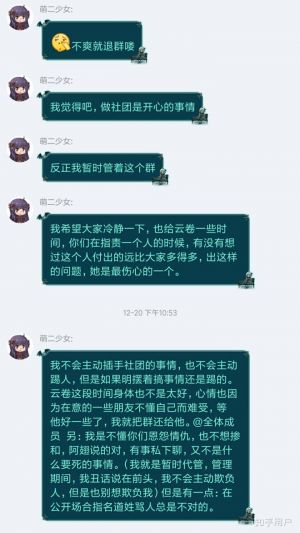 萌二少女:
不爽就退群喽
萌二少女:
我觉得吧，做社团是开心的事情
萌二少女:
反正我暂时管着这个群
萌二少女:
我希望大家冷静一下，也给云卷一些时
间，你们在指责一个人的时候，有没有想
过这个人付出的远比大家多得多，出这样
的问题，她是最伤心的一个。
12-20 下午10:53
萌二少女:
我不会主动插手社团的事情，也不会主动
踢人，但是如果明摆着搞事情还是踢的。
云卷这段时间身体也不是太好，心情也因
为在意的一些朋友不懂自己而难受，等
他好一些了，我就把群还给他。@全体成
员 另: 我是不懂你们恩怨情仇，也不想掺
和，阿翅说的对，有事私下聊，又不是什
么要死的事情。(我就是暂时代管，管理
期间，我丑话说在前头，我不会主动欺负
人，但是也别想欺负我) 但是有一点: 在
公开场合指名道姓骂人总是不对的。
知乎用户